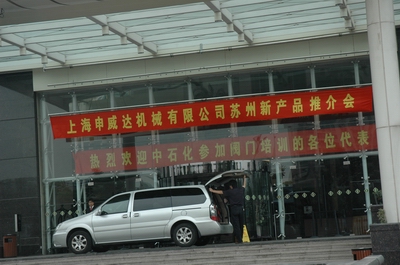 上海申威达机械有限公司苏州新产品推介会
热烈欢迎中石化参加阀门培训的各位代表